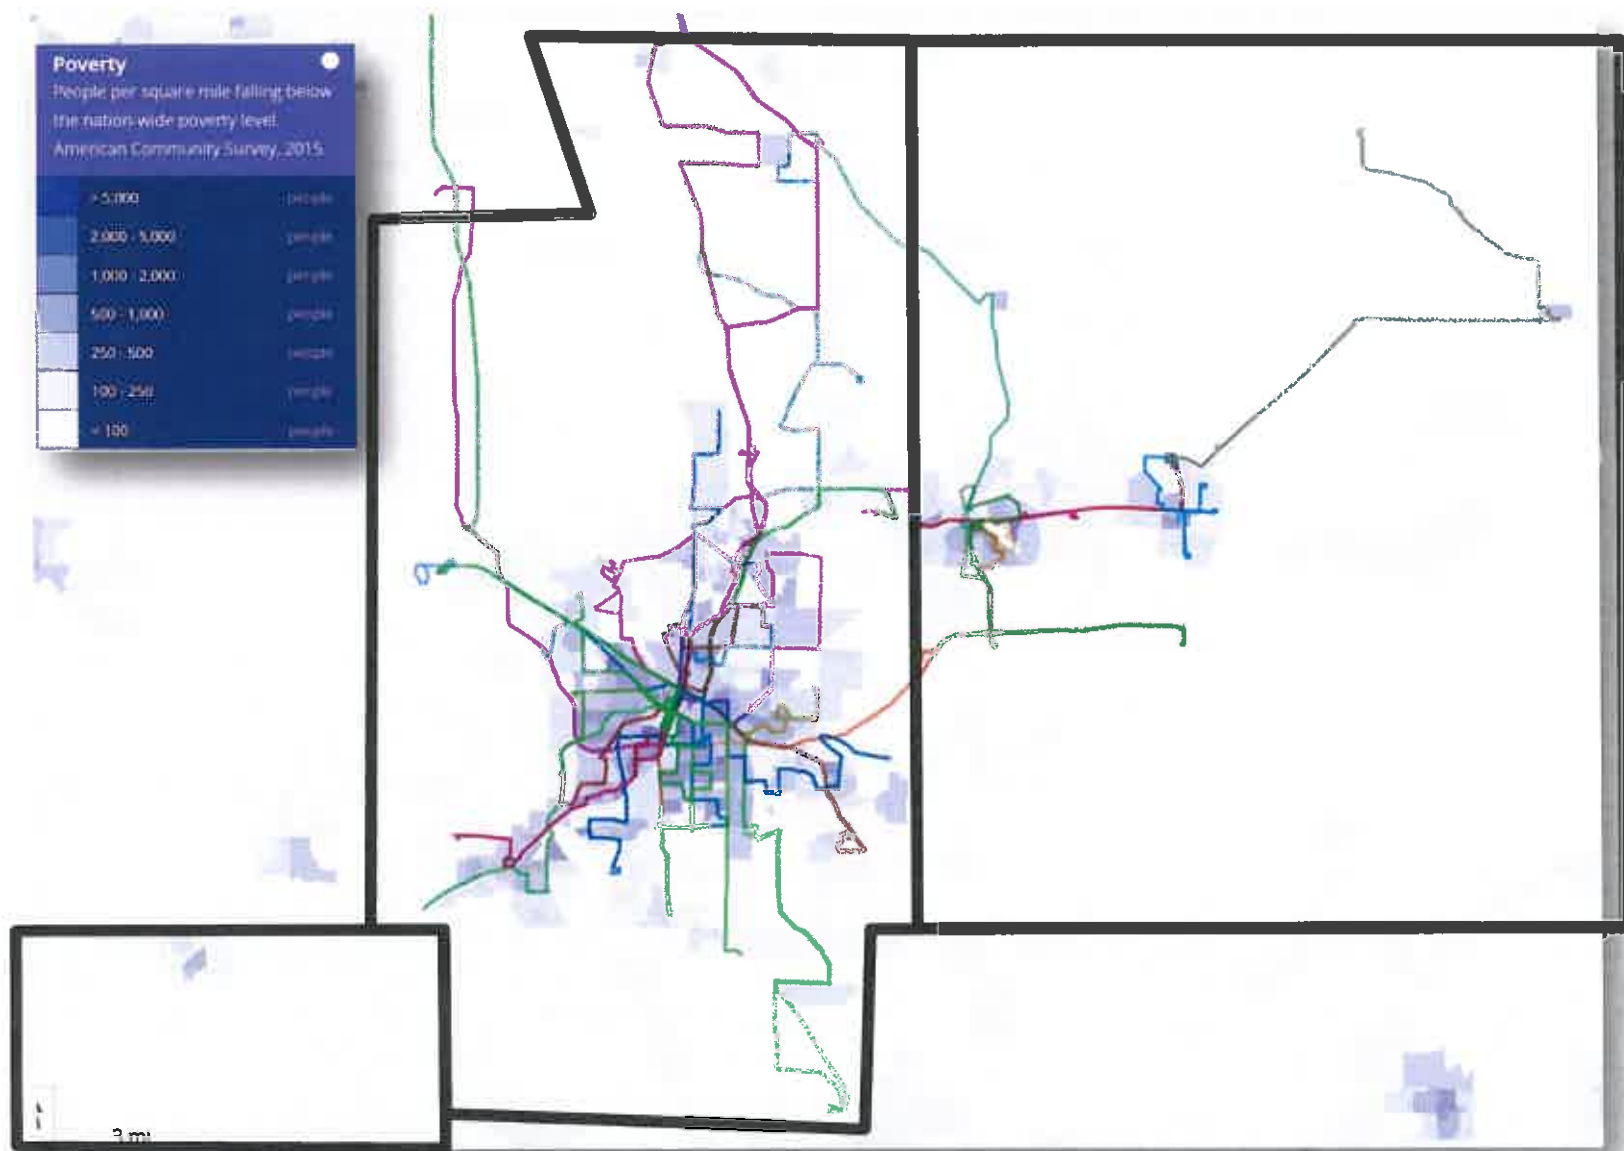 Poverty
People per square mile falling below
the nation-wide poverty level.
American Community Survey, 2015
> 5,000 people
2,000 - 5,000 people
1,000 - 2,000 people
500 - 1,000 people
250 - 500 people
100 - 250 people
< 100 people
3 mi